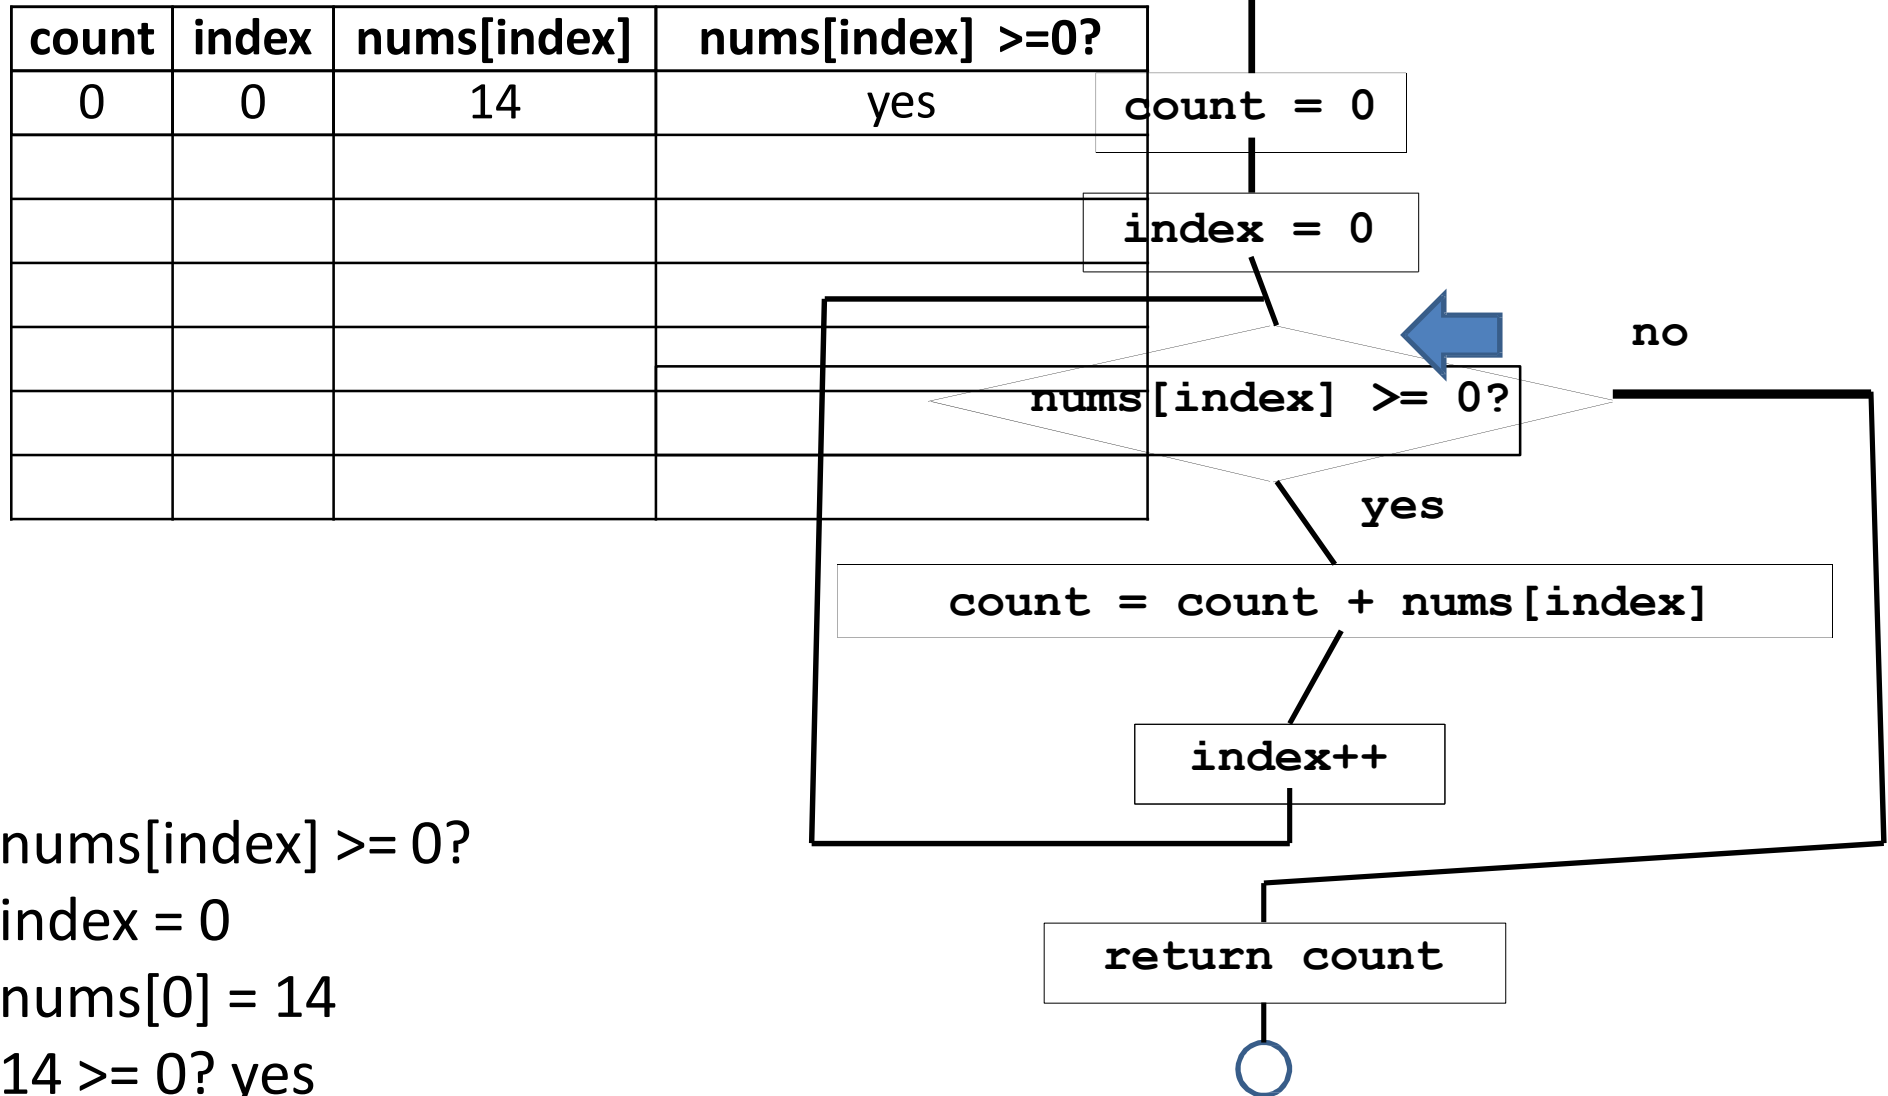 count index nums[index] nums[index] >=0?
0 0 14 yes
count = 0
index = 0
no
nums[index] >= 0?
yes
count = count + nums[index]
index++
return count
nums[index] >= 0?
index = 0
nums[0] = 14
14 >= 0? yes